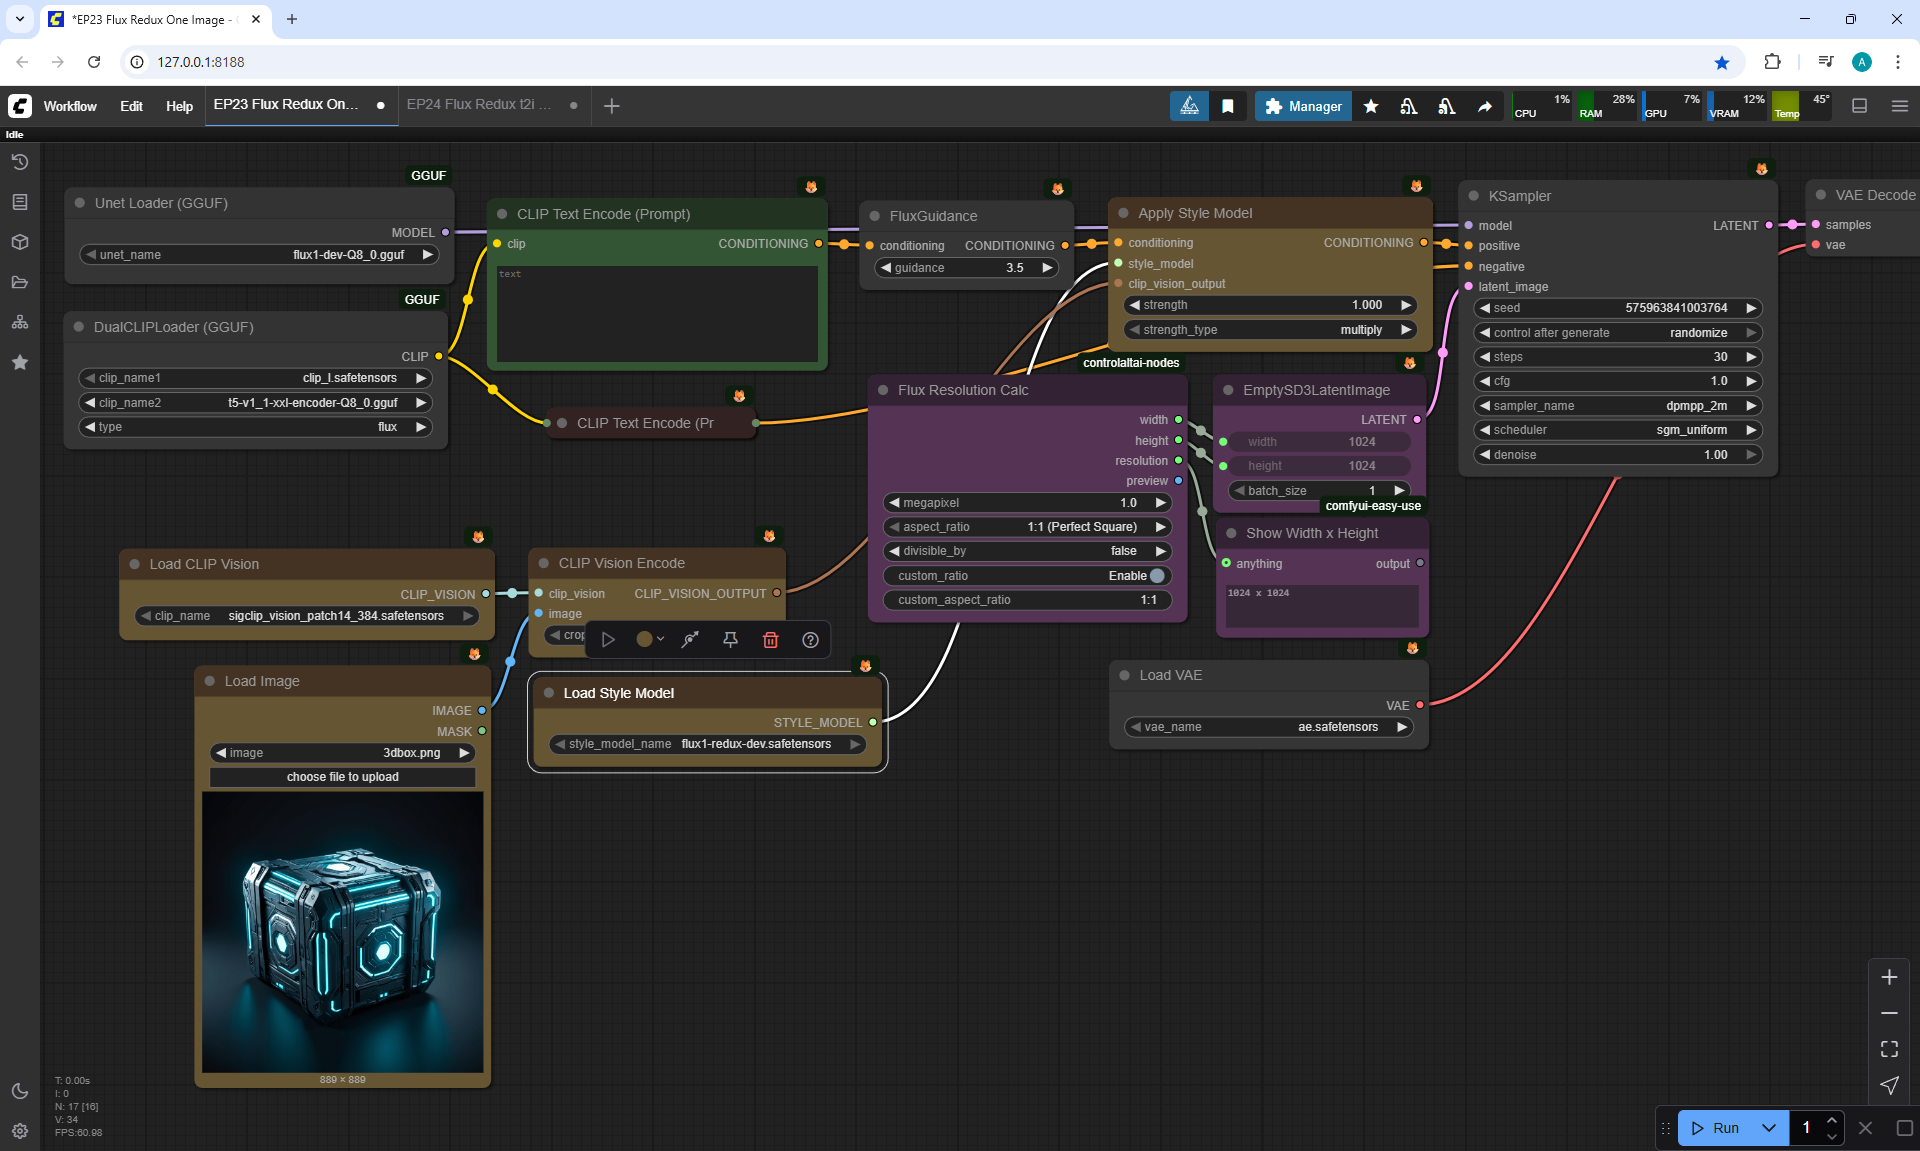 *EP23 Flux Redux One Image -
127.0.0.1:8188
A
Workflow
Edit
Help
EP23 Flux Redux On...
EP24 Flux Redux t2i ...
Manager
CPU 1%
RAM 28%
GPU 7%
VRAM 12%
Temp 45°
Idle
GGUF
Unet Loader (GGUF)
MODEL
unet_name flux1-dev-Q8_0.gguf
GGUF
DualCLIPLoader (GGUF)
CLIP
clip_name1 clip_l.safetensors
clip_name2 t5-v1_1-xxl-encoder-Q8_0.gguf
type flux
CLIP Text Encode (Prompt)
clip CONDITIONING
text
CLIP Text Encode (Pr
FluxGuidance
conditioning CONDITIONING
guidance 3.5
Apply Style Model
conditioning CONDITIONING
style_model
clip_vision_output
strength 1.000
strength_type multiply
KSampler
model LATENT
positive
negative
latent_image
seed 575963841003764
control after generate randomize
steps 30
cfg 1.0
sampler_name dpmpp_2m
scheduler sgm_uniform
denoise 1.00
VAE Decode
samples
vae
controlaltai-nodes
Flux Resolution Calc
width
height
resolution
preview
megapixel 1.0
aspect_ratio 1:1 (Perfect Square)
divisible_by false
custom_ratio Enable
custom_aspect_ratio 1:1
EmptySD3LatentImage
LATENT
width 1024
height 1024
batch_size 1
comfyui-easy-use
Show Width x Height
anything output
1024 x 1024
Load VAE
VAE
vae_name ae.safetensors
Load CLIP Vision
CLIP_VISION
clip_name sigclip_vision_patch14_384.safetensors
CLIP Vision Encode
clip_vision CLIP_VISION_OUTPUT
image
crop
Load Style Model
STYLE_MODEL
style_model_name flux1-redux-dev.safetensors
Load Image
IMAGE
MASK
image 3dbox.png
choose file to upload
889 × 889
T: 0.00s
I: 0
N: 17 [16]
V: 34
FPS:60.98
Run 1